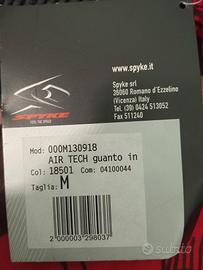 www.spyke.it
Spyke srl
36060 Romano d'Ezzelino
(Vicenza) Italy
Tel. (39) 0424 513052
Fax 511240
SPYKE
FEEL THE SPEED
Mod: 000M130918
AIR TECH guanto in
Col: 18501 Com: 04100044
Taglia: M
2 000003 298037
subito